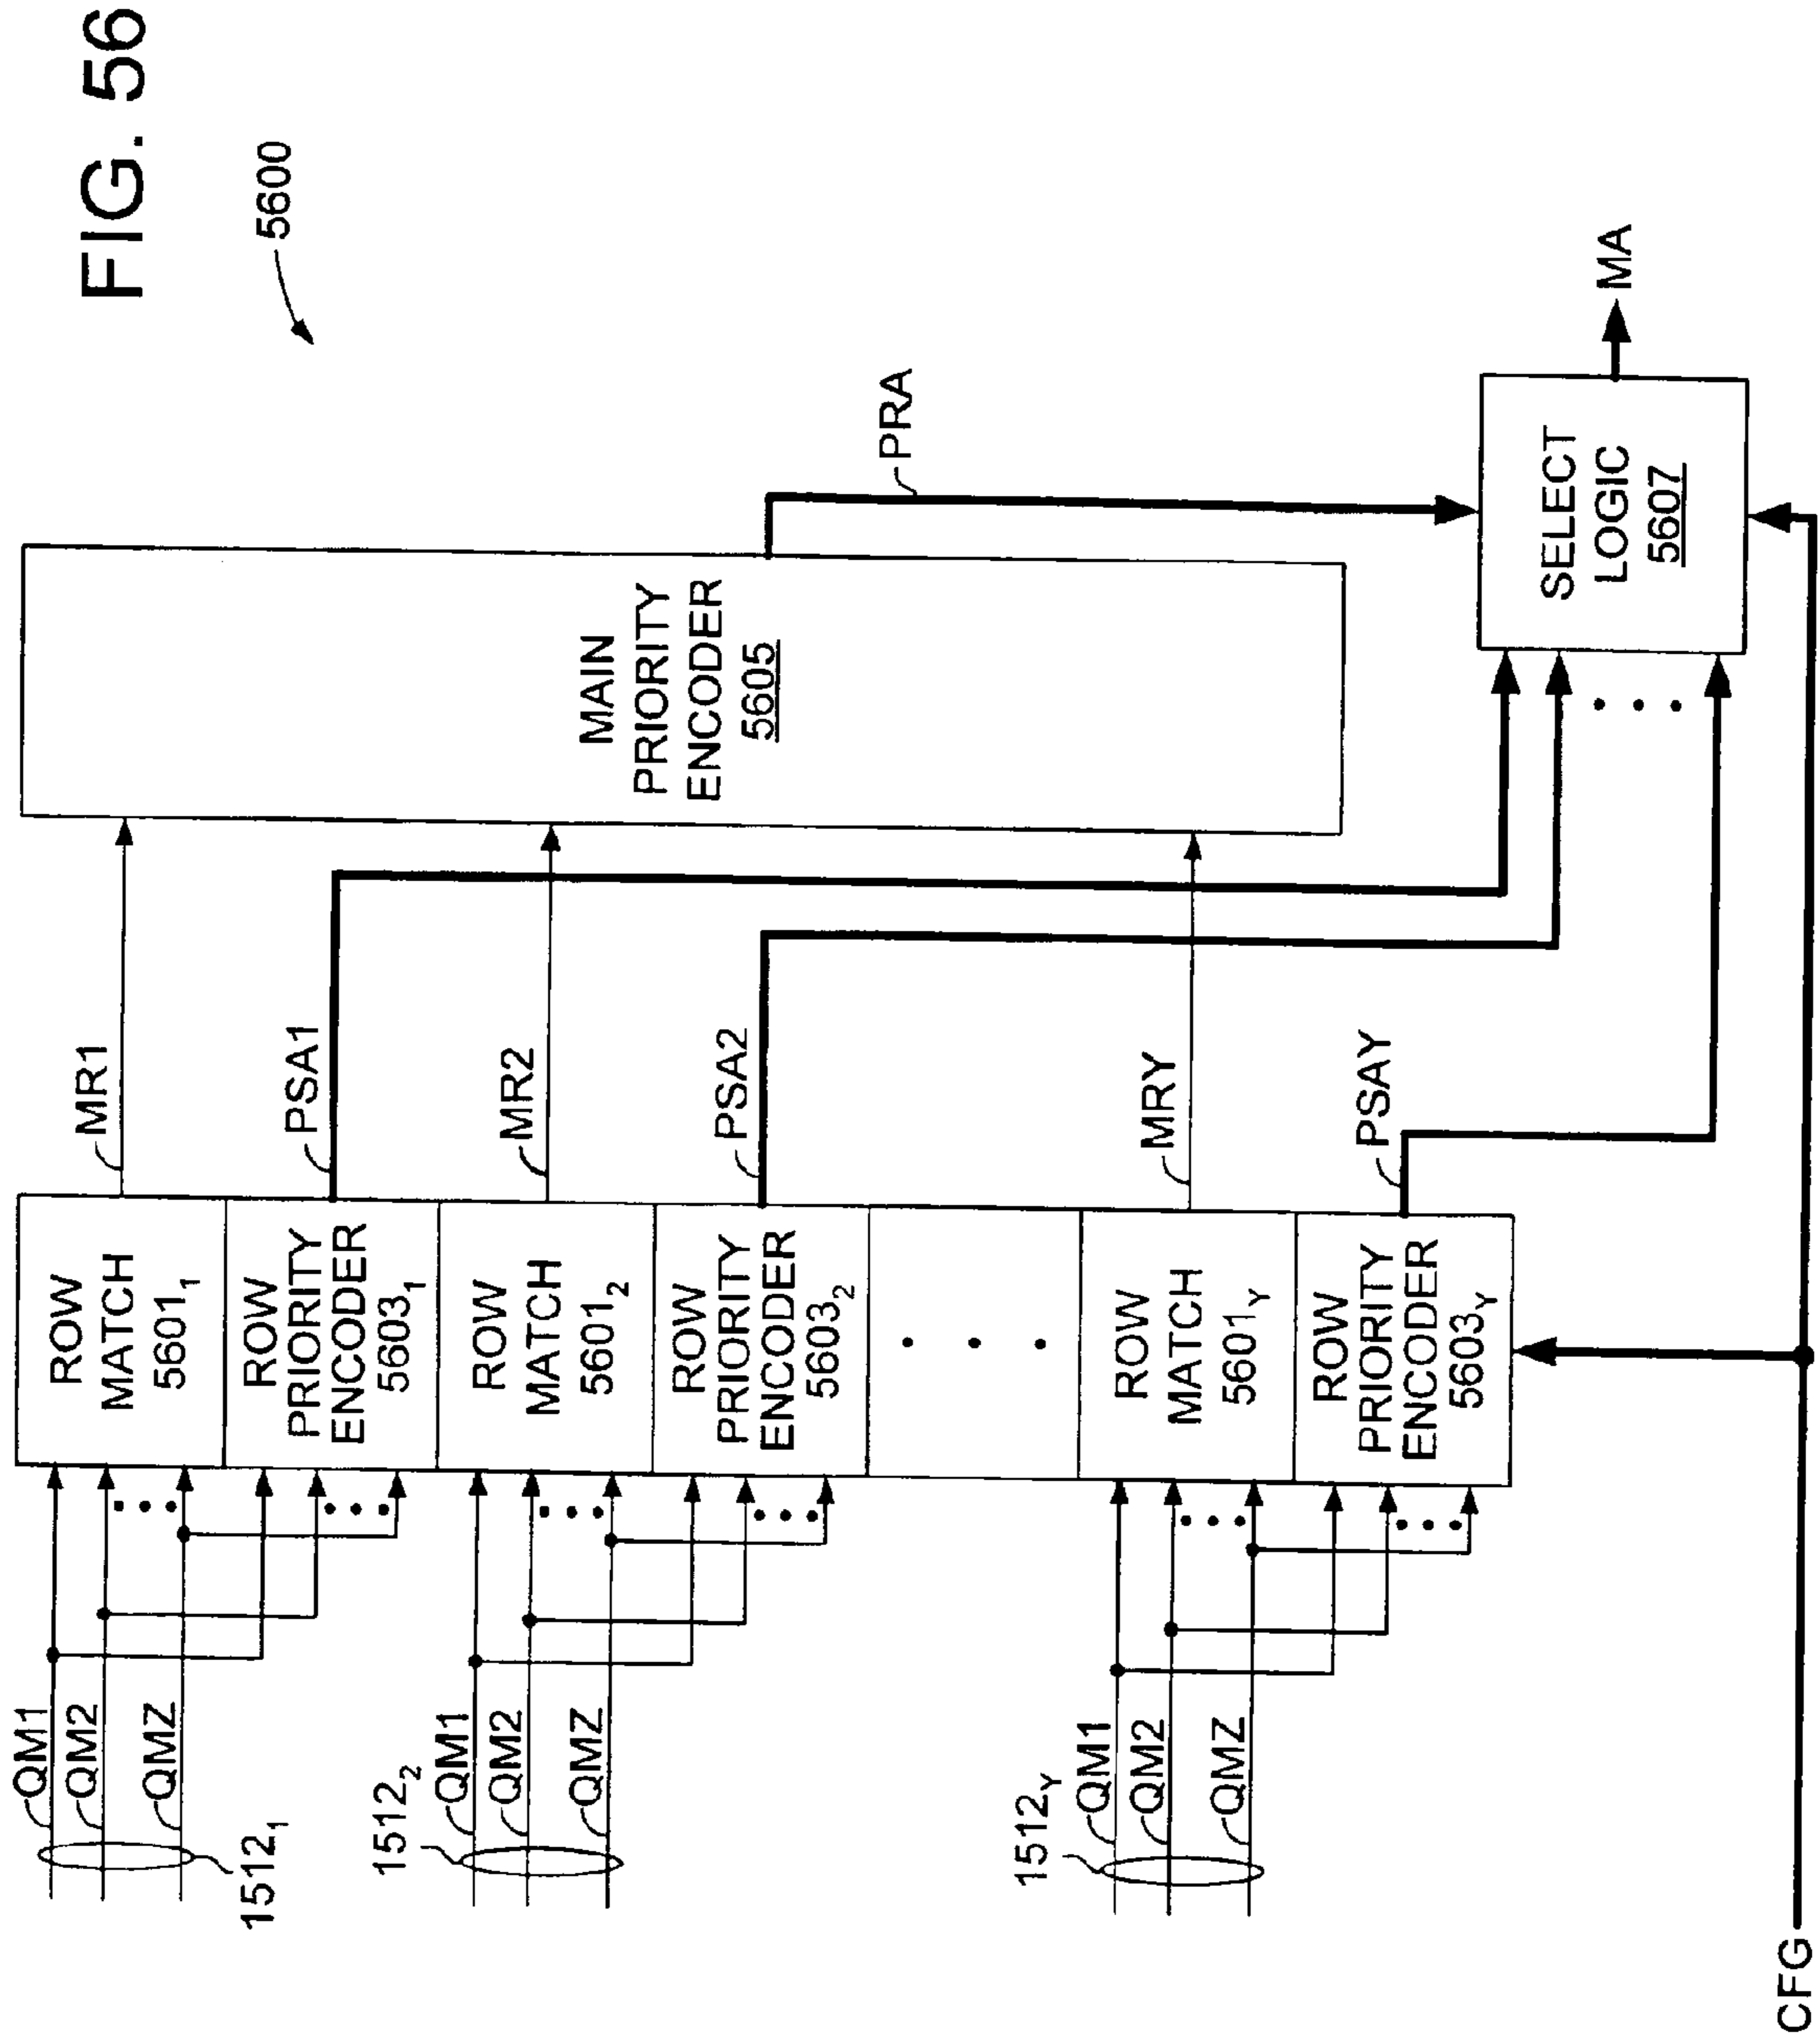 FIG. 56
5600
QM1
QM2
QMZ
1512₁
ROW
MATCH
5601₁
MR1
ROW
PRIORITY
ENCODER
5603₁
PSA1
1512₂
QM1
QM2
QMZ
ROW
MATCH
5601₂
MR2
ROW
PRIORITY
ENCODER
5603₂
PSA2
1512Y
QM1
QM2
QMZ
ROW
MATCH
5601Y
MRY
ROW
PRIORITY
ENCODER
5603Y
PSAY
MAIN
PRIORITY
ENCODER
5605
PRA
SELECT
LOGIC
5607
MA
CFG